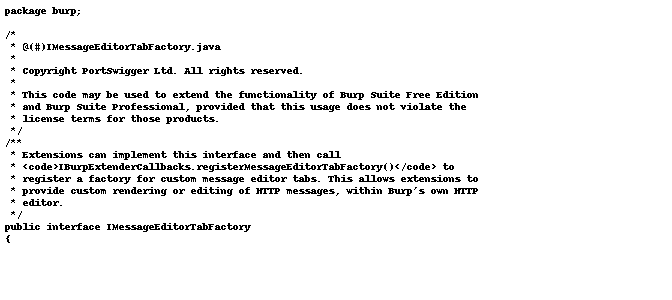 package burp;

/*
 * @(#)IMessageEditorTabFactory.java
 *
 * Copyright PortSwigger Ltd. All rights reserved.
 *
 * This code may be used to extend the functionality of Burp Suite Free Edition
 * and Burp Suite Professional, provided that this usage does not violate the
 * license terms for those products.
 */
/**
 * Extensions can implement this interface and then call
 * <code>IBurpExtenderCallbacks.registerMessageEditorTabFactory()</code> to
 * register a factory for custom message editor tabs. This allows extensions to
 * provide custom rendering or editing of HTTP messages, within Burp's own HTTP
 * editor.
 */
public interface IMessageEditorTabFactory
{